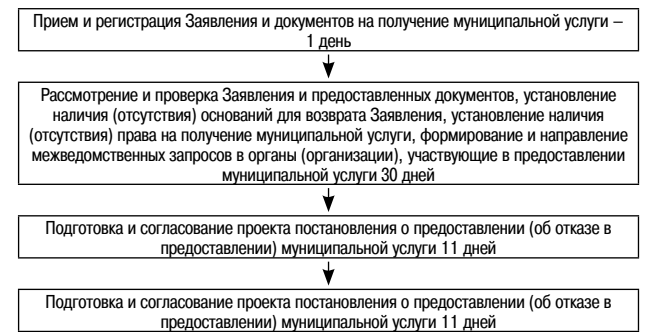 Прием и регистрация Заявления и документов на получение муниципальной услуги –
1 день
Рассмотрение и проверка Заявления и предоставленных документов, установление
наличия (отсутствия) оснований для возврата Заявления, установление наличия
(отсутствия) права на получение муниципальной услуги, формирование и направление
межведомственных запросов в органы (организации), участвующие в предоставлении
муниципальной услуги 30 дней
Подготовка и согласование проекта постановления о предоставлении (об отказе в
предоставлении) муниципальной услуги 11 дней
Подготовка и согласование проекта постановления о предоставлении (об отказе в
предоставлении) муниципальной услуги 11 дней